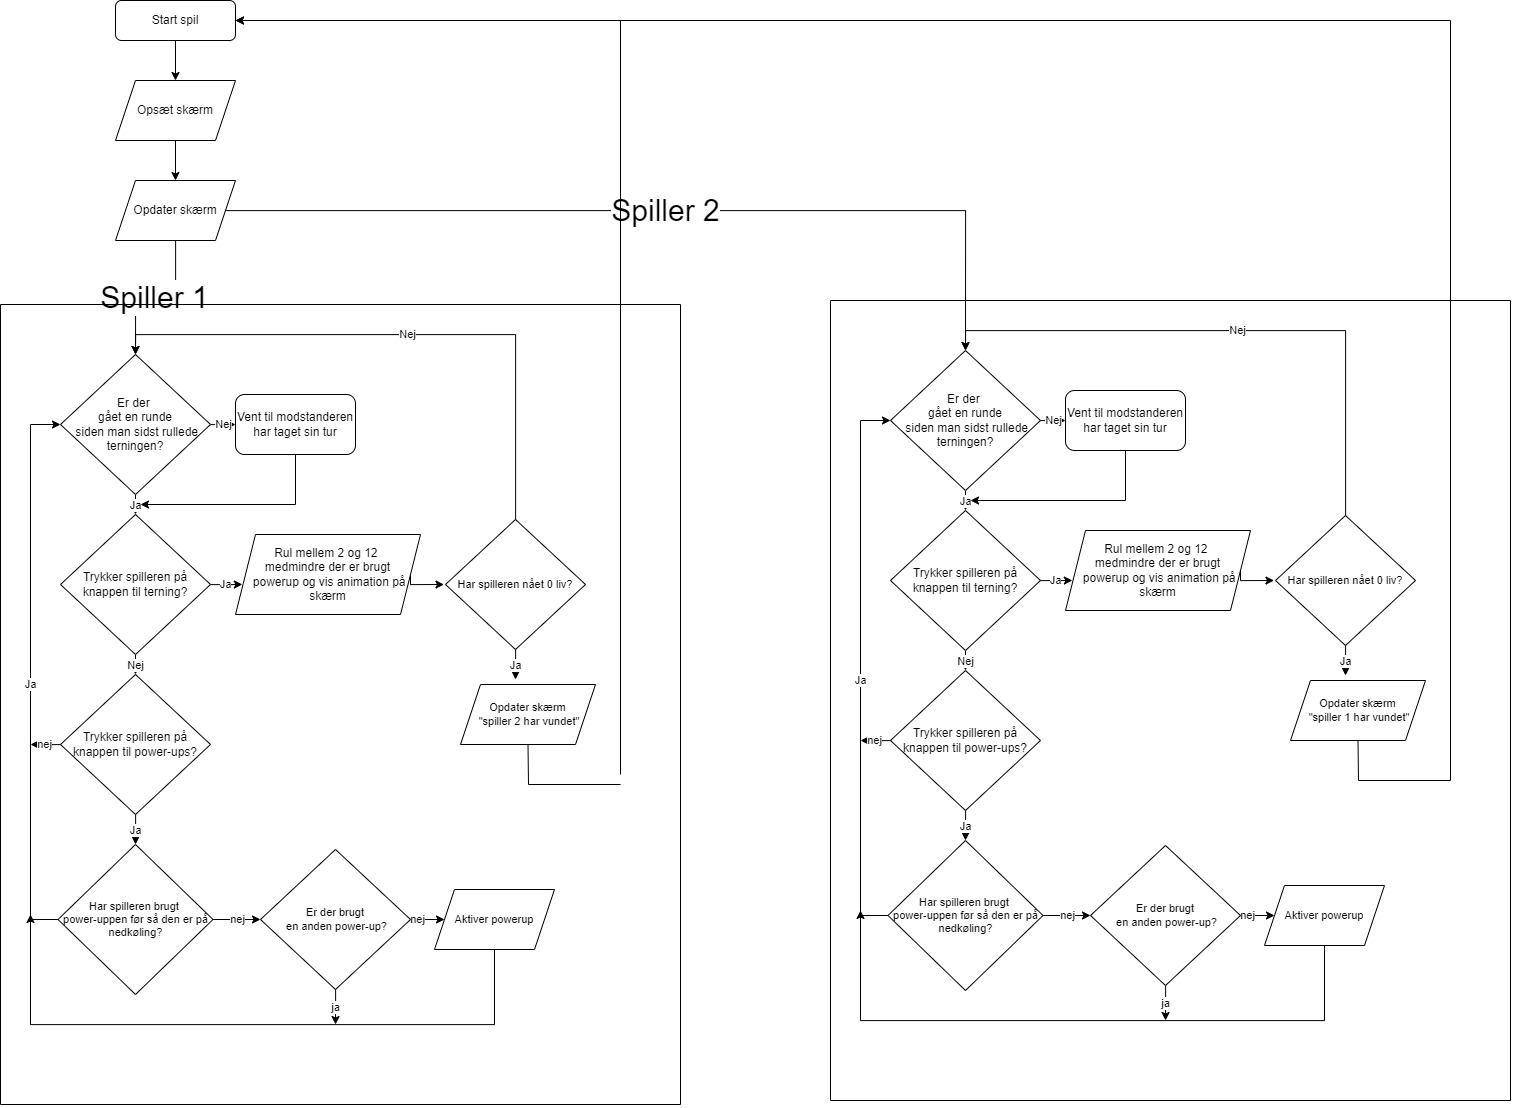 Start spil
Opsæt skærm
Opdater skærm
Spiller 2
Spiller 1
Nej
Er der
gået en runde
siden man sidst rullede
terningen?
Nej
Vent til modstanderen
har taget sin tur
Ja
Trykker spilleren på
knappen til terning?
Ja
Rul mellem 2 og 12
medmindre der er brugt
powerup og vis animation på
skærm
Har spilleren nået 0 liv?
Nej
Ja
Ja
Opdater skærm
"spiller 2 har vundet"
Trykker spilleren på
knappen til power-ups?
nej
Ja
Har spilleren brugt
power-uppen før så den er på
nedkøling?
nej
Er der brugt
en anden power-up?
nej
Aktiver powerup
ja
Nej
Er der
gået en runde
siden man sidst rullede
terningen?
Nej
Vent til modstanderen
har taget sin tur
Ja
Trykker spilleren på
knappen til terning?
Ja
Rul mellem 2 og 12
medmindre der er brugt
powerup og vis animation på
skærm
Har spilleren nået 0 liv?
Nej
Ja
Ja
Opdater skærm
"spiller 1 har vundet"
Trykker spilleren på
knappen til power-ups?
nej
Ja
Har spilleren brugt
power-uppen før så den er på
nedkøling?
nej
Er der brugt
en anden power-up?
nej
Aktiver powerup
ja